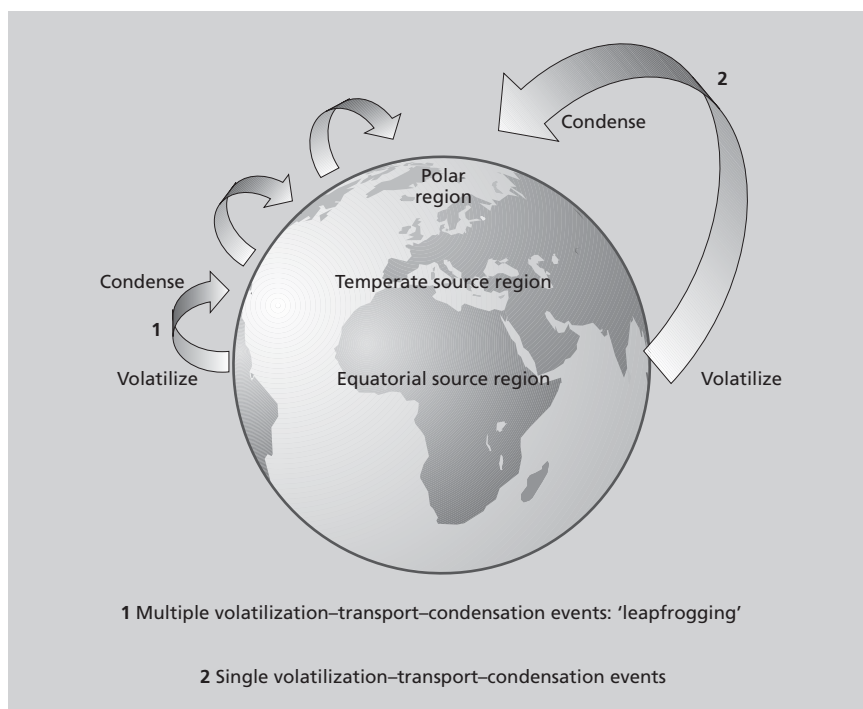 2
Condense
Polar
region
Condense
Temperate source region
1
Volatilize
Equatorial source region
Volatilize
1 Multiple volatilization–transport–condensation events: ‘leapfrogging’
2 Single volatilization–transport–condensation events